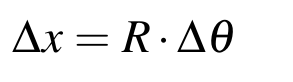 Δx = R · Δθ